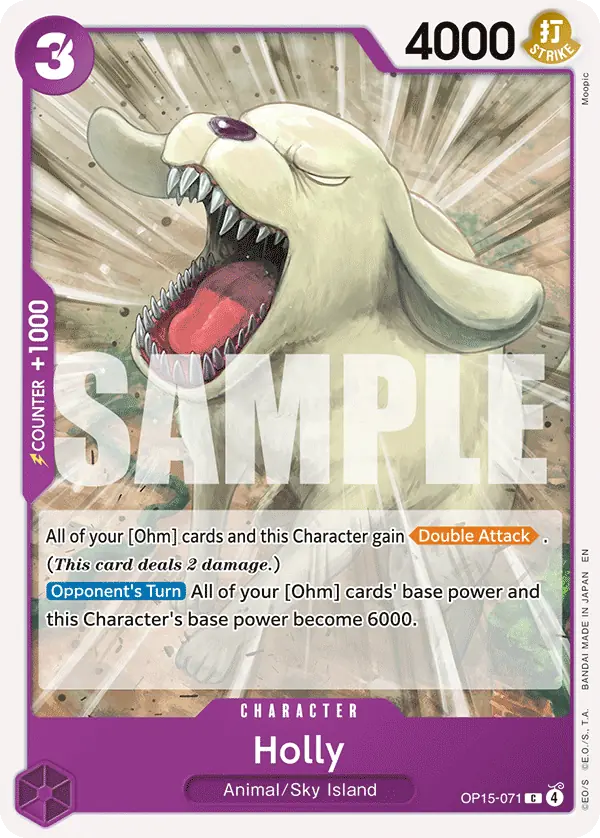 3
4000
打
STRIKE
Moopic
COUNTER +1000
SAMPLE
All of your [Ohm] cards and this Character gain Double Attack .
(This card deals 2 damage.)
Opponent's Turn All of your [Ohm] cards' base power and
this Character's base power become 6000.
CHARACTER
Holly
Animal/Sky Island
OP15-071 C 4
©EO/S ©E.O./S., T.A. BANDAI MADE IN JAPAN EN